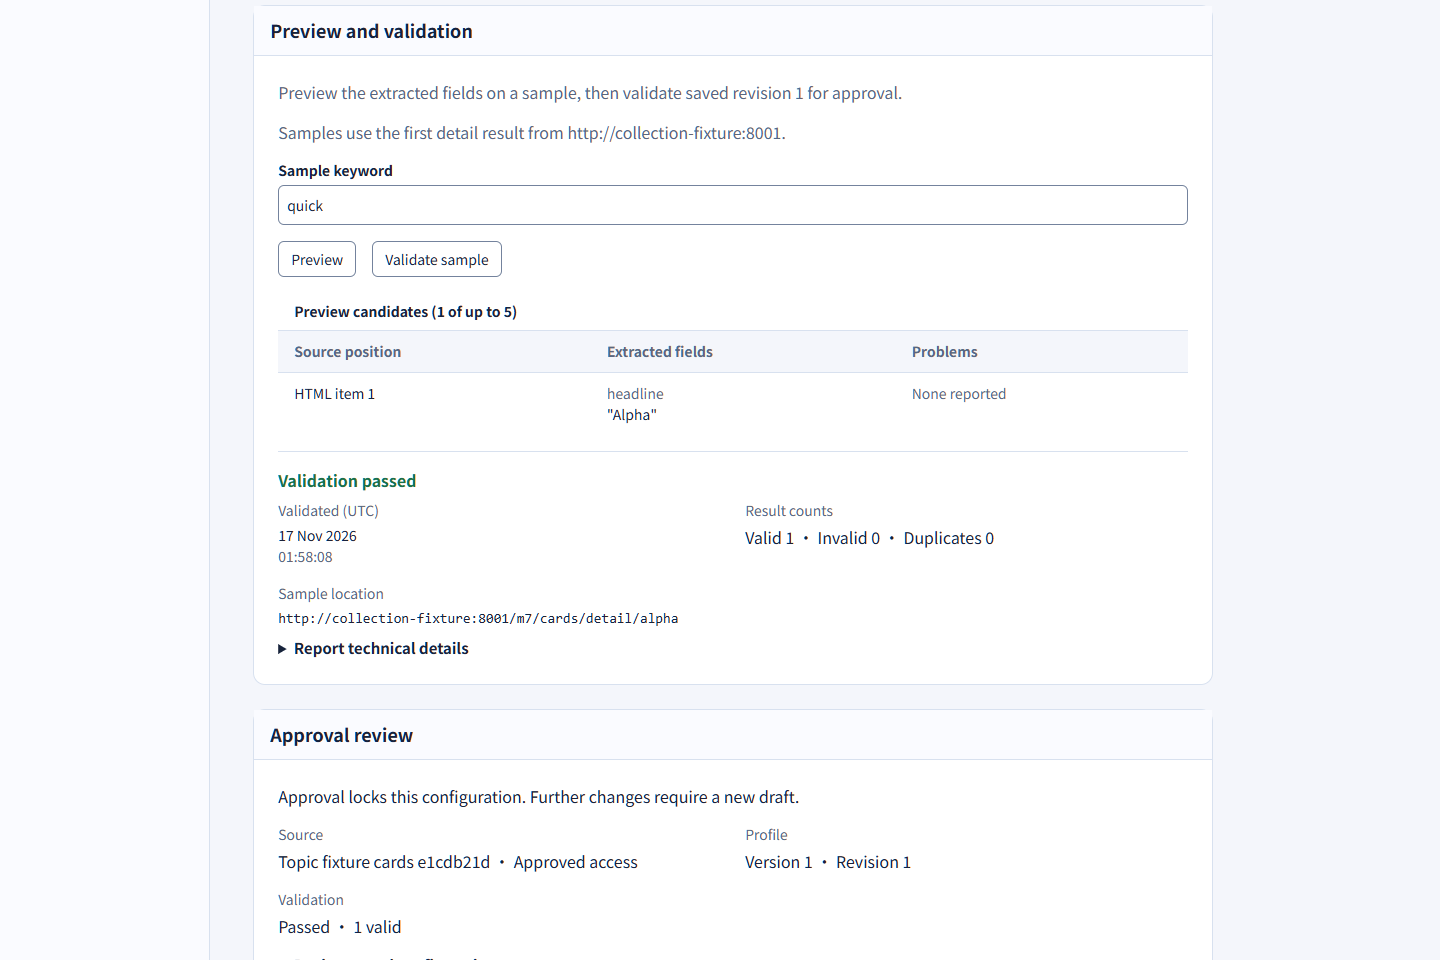 Preview and validation
Preview the extracted fields on a sample, then validate saved revision 1 for approval.
Samples use the first detail result from http://collection-fixture:8001.
Sample keyword
quick
Preview
Validate sample
Preview candidates (1 of up to 5)
Source position
Extracted fields
Problems
HTML item 1
headline
"Alpha"
None reported
Validation passed
Validated (UTC)
17 Nov 2026
01:58:08
Result counts
Valid 1 • Invalid 0 • Duplicates 0
Sample location
http://collection-fixture:8001/m7/cards/detail/alpha
Report technical details
Approval review
Approval locks this configuration. Further changes require a new draft.
Source
Topic fixture cards e1cdb21d • Approved access
Profile
Version 1 • Revision 1
Validation
Passed • 1 valid